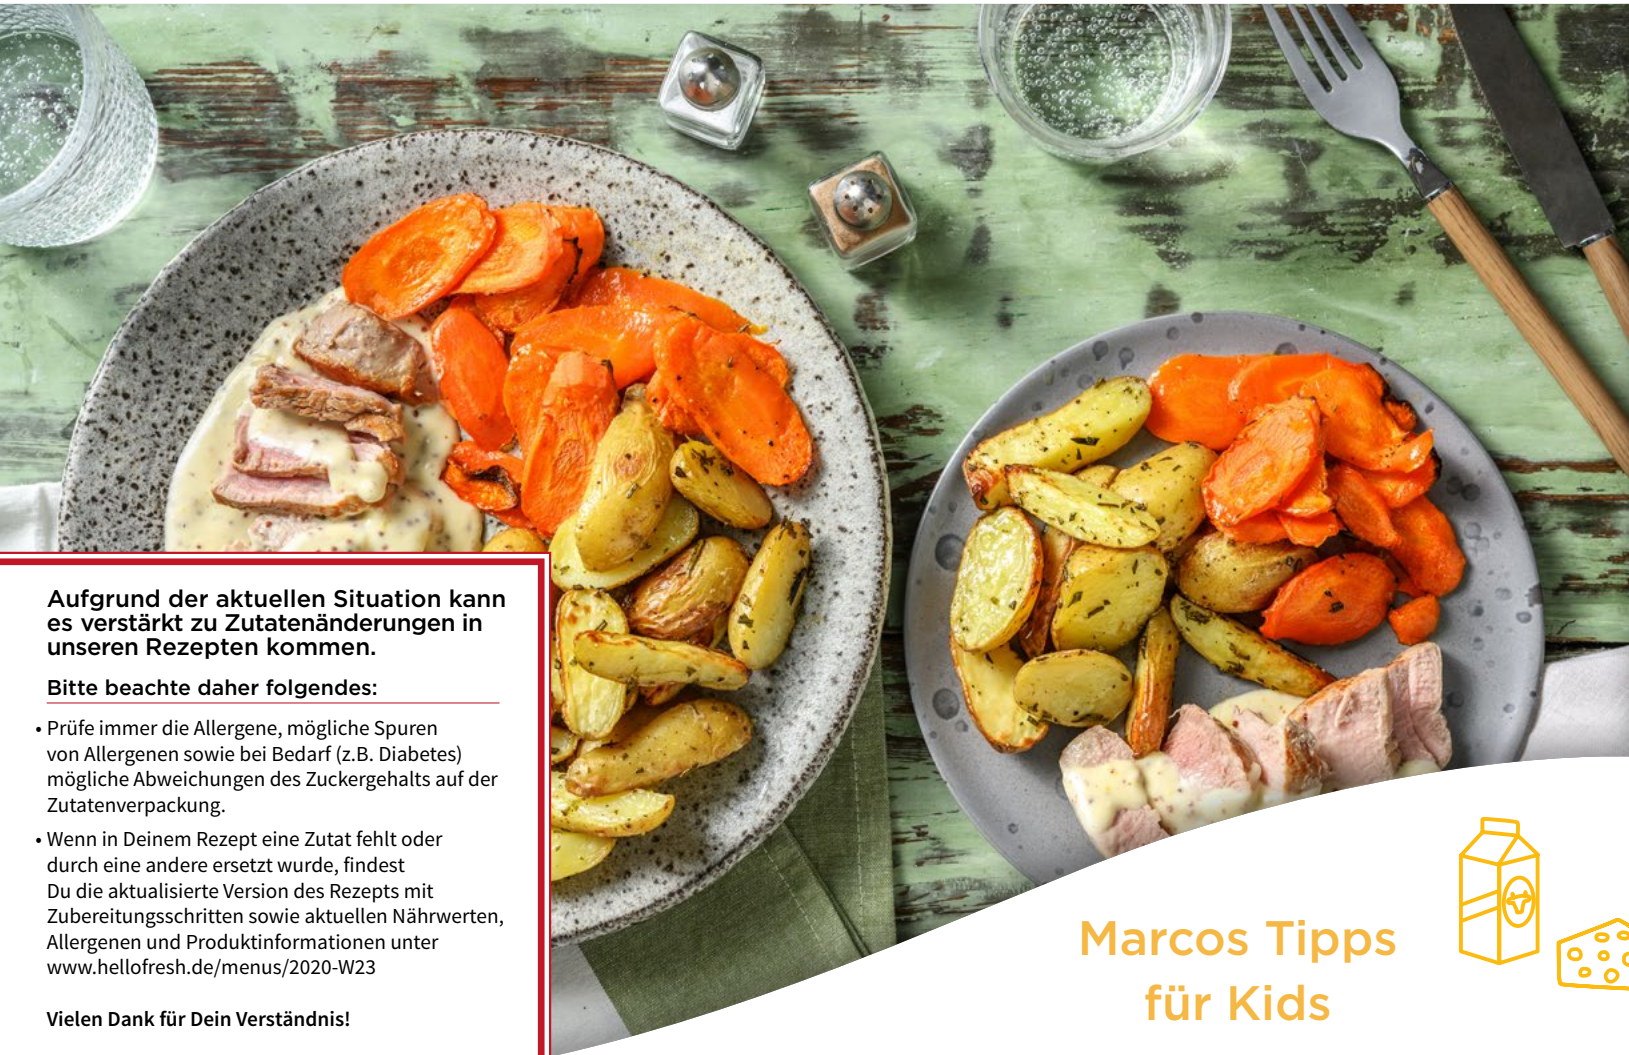 Aufgrund der aktuellen Situation kann
es verstärkt zu Zutatenänderungen in
unseren Rezepten kommen.
Bitte beachte daher folgendes:
• Prüfe immer die Allergene, mögliche Spuren
von Allergenen sowie bei Bedarf (z.B. Diabetes)
mögliche Abweichungen des Zuckergehalts auf der
Zutatenverpackung.
• Wenn in Deinem Rezept eine Zutat fehlt oder
durch eine andere ersetzt wurde, findest
Du die aktualisierte Version des Rezepts mit
Zubereitungsschritten sowie aktuellen Nährwerten,
Allergenen und Produktinformationen unter
www.hellofresh.de/menus/2020-W23
Vielen Dank für Dein Verständnis!
Marcos Tipps
für Kids